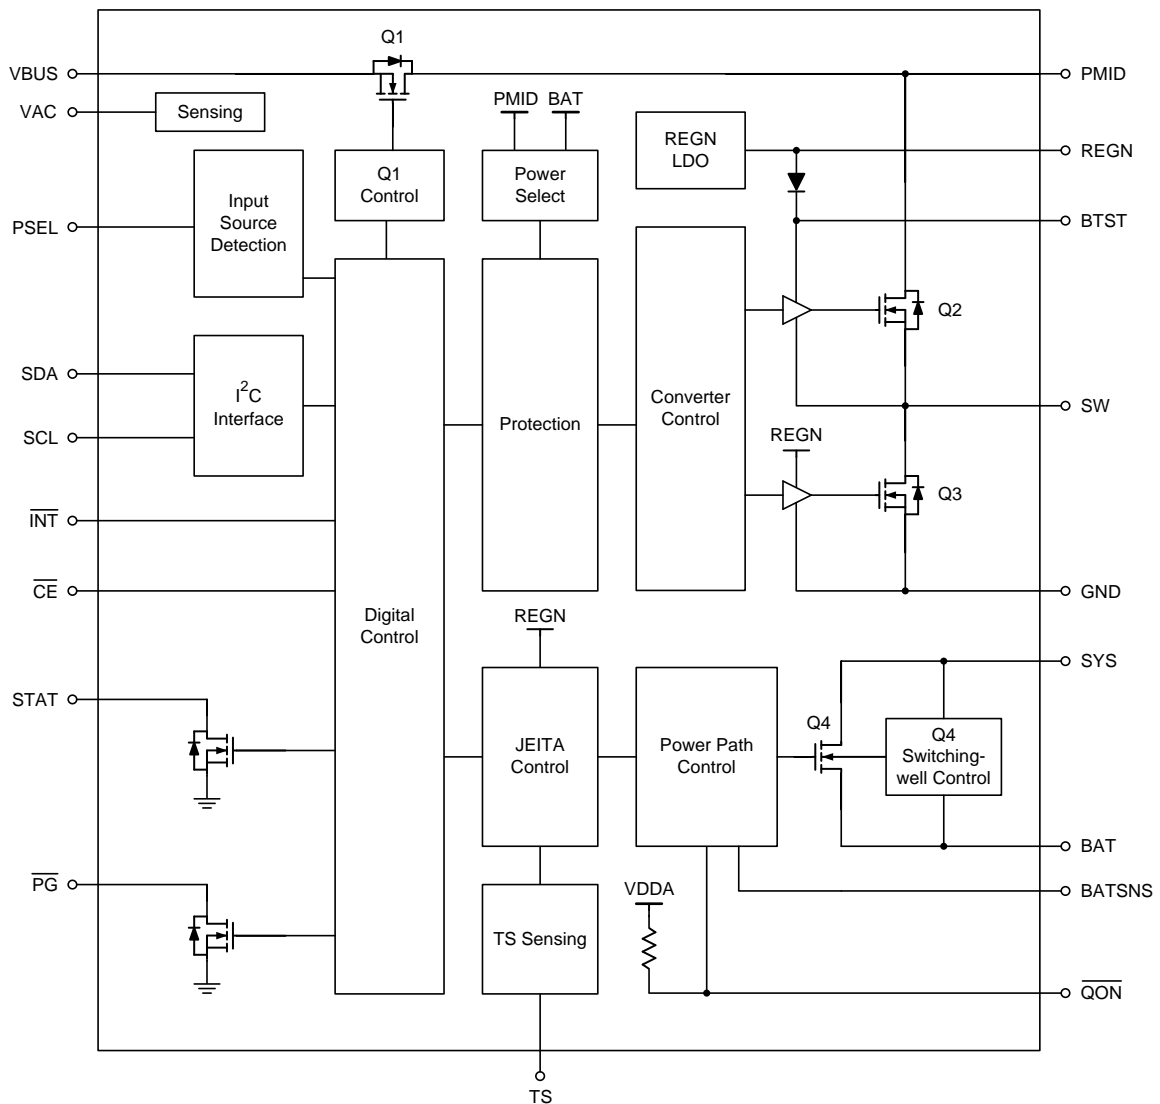 Q1
VBUS
PMID
VAC
Sensing
PMID
BAT
REGN
LDO
REGN
Q1
Control
Power
Select
Input
Source
Detection
PSEL
BTST
Q2
SDA
I²C
Interface
SCL
Protection
Converter
Control
SW
REGN
Q3
INT
CE
GND
Digital
Control
REGN
SYS
STAT
JEITA
Control
Power Path
Control
Q4
Q4
Switching-
well Control
BAT
PG
BATSNS
VDDA
TS Sensing
QON
TS